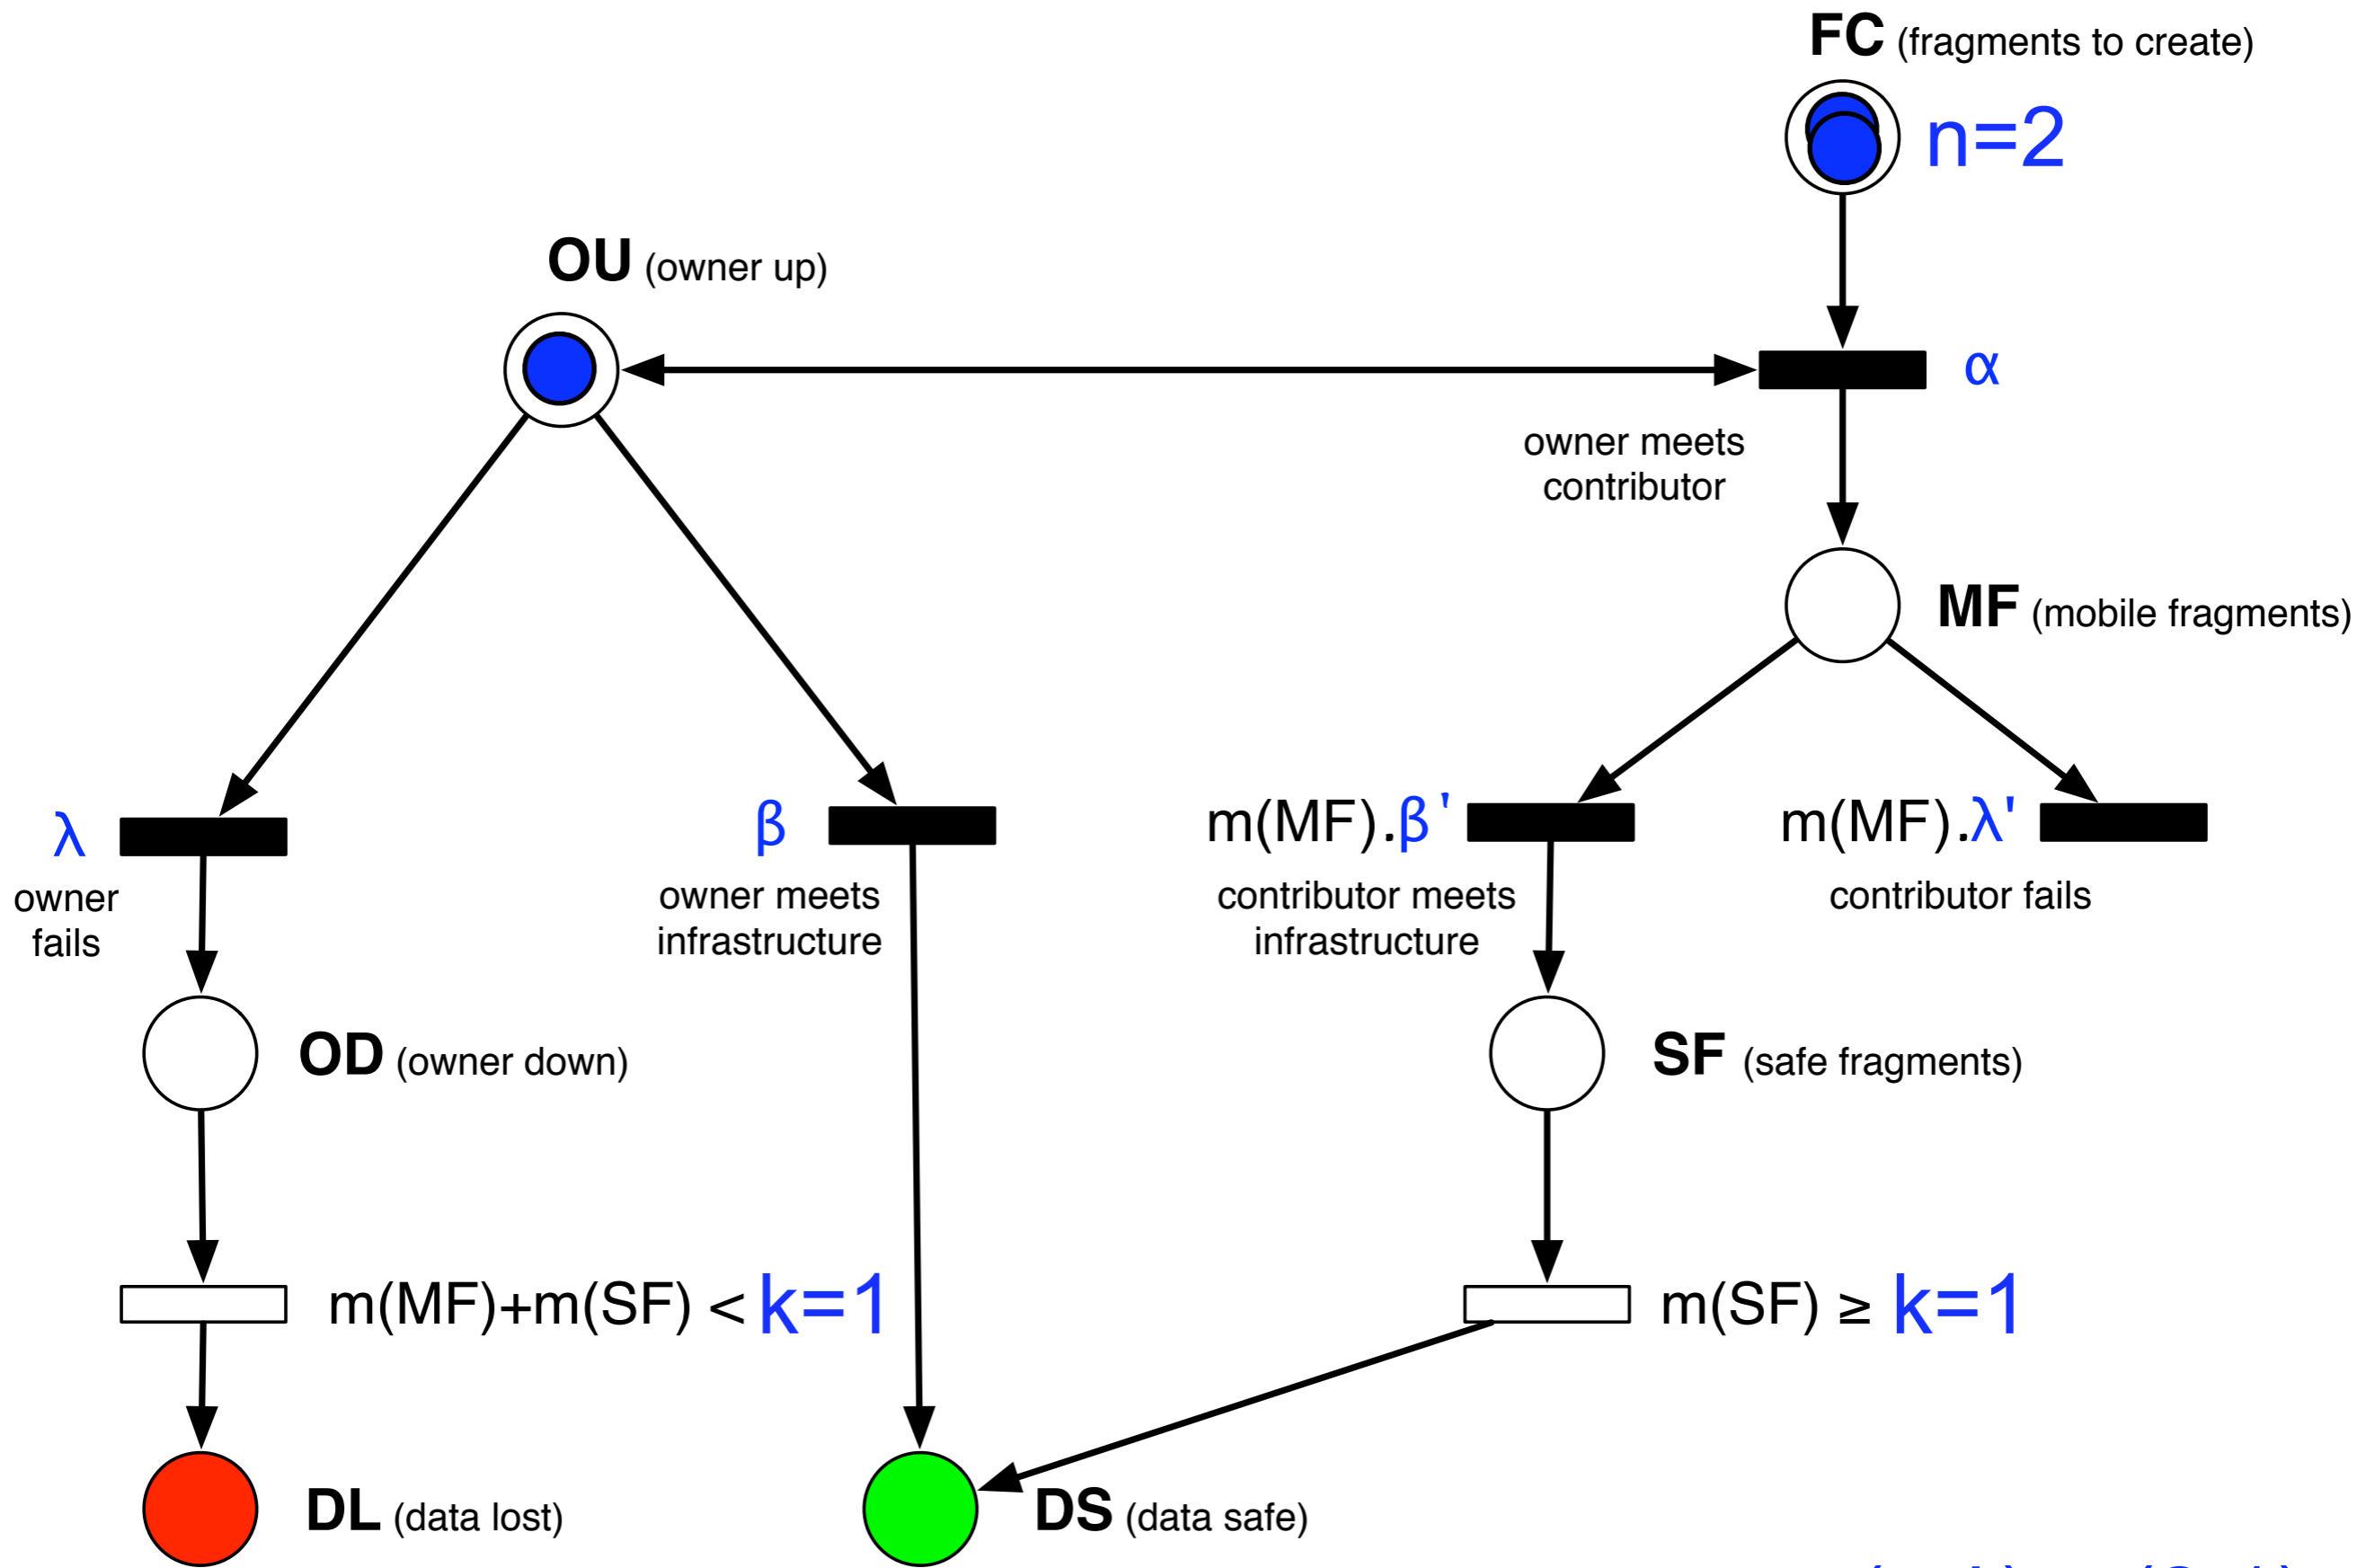 FC (fragments to create)
n=2
OU (owner up)
α
owner meets
contributor
MF (mobile fragments)
λ
owner
fails
β
owner meets
infrastructure
m(MF).β'
contributor meets
infrastructure
m(MF).λ'
contributor fails
OD (owner down)
SF (safe fragments)
m(MF)+m(SF) < k=1
m(SF) ≥ k=1
DL (data lost)
DS (data safe)